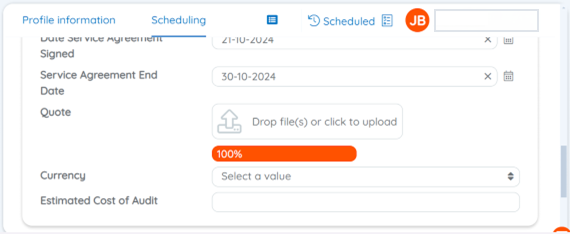 Profile information
Scheduling
Scheduled
JB
Date Service Agreement
Signed
21-10-2024
Service Agreement End
Date
30-10-2024
Quote
Drop file(s) or click to upload
100%
Currency
Select a value
Estimated Cost of Audit